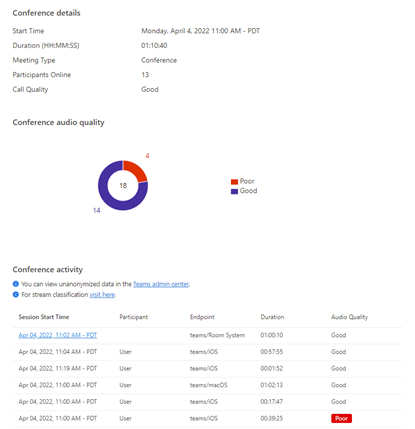 Conference details
Start Time Monday, April 4, 2022 11:00 AM - PDT
Duration (HH:MM:SS) 01:10:40
Meeting Type Conference
Participants Online 13
Call Quality Good
Conference audio quality
4
18
14
Poor
Good
Conference activity
You can view unanonymized data in the Teams admin center.
For stream classification visit here.
Session Start Time Participant Endpoint Duration Audio Quality
Apr 04, 2022, 11:02 AM - PDT teams/Room System 01:00:10 Good
Apr 04, 2022, 11:04 AM - PDT User teams/iOS 00:57:55 Good
Apr 04, 2022, 11:19 AM - PDT User teams/iOS 00:01:52 Good
Apr 04, 2022, 11:00 AM - PDT User teams/macOS 01:02:13 Good
Apr 04, 2022, 11:00 AM - PDT User teams/iOS 00:17:47 Good
Apr 04, 2022, 11:00 AM - PDT User teams/iOS 00:39:25 Poor